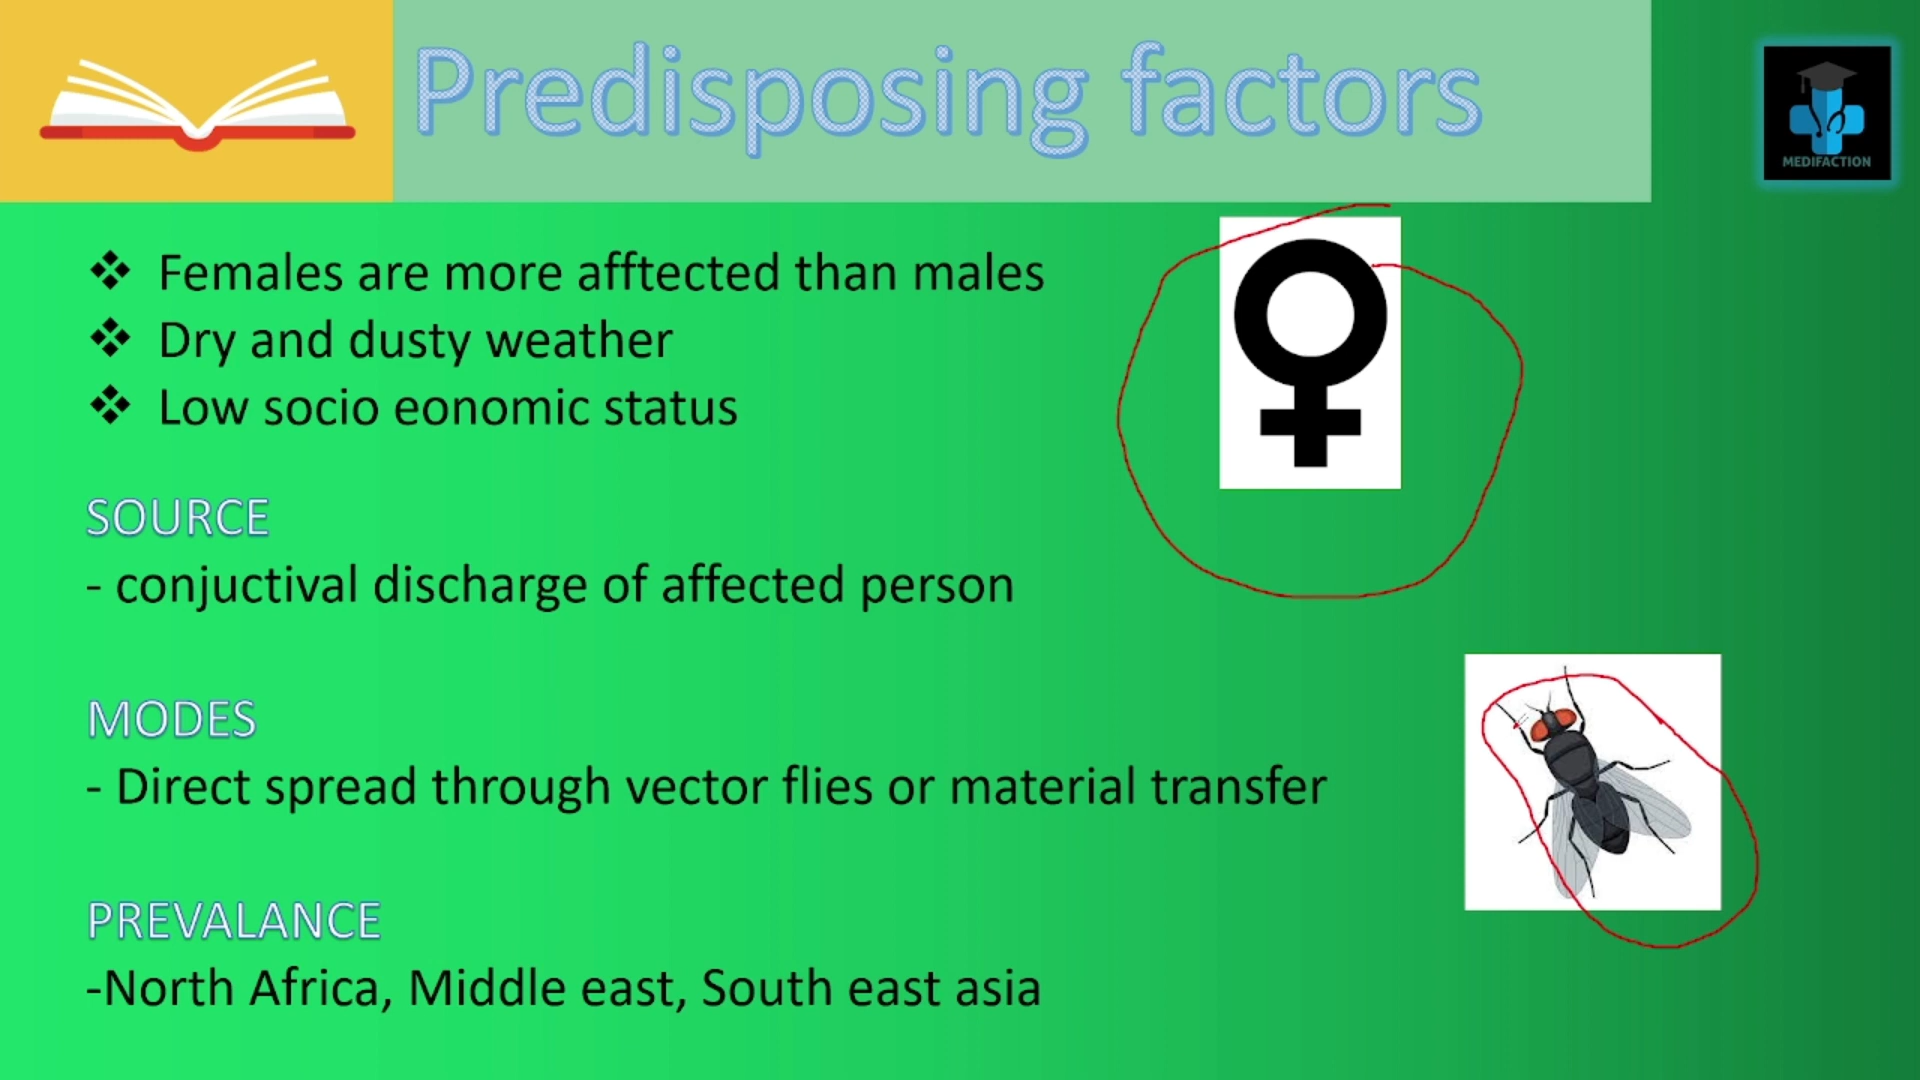 Predisposing factors
MEDIFACTION
❖ Females are more afftected than males
❖ Dry and dusty weather
❖ Low socio eonomic status
SOURCE
- conjuctival discharge of affected person
MODES
- Direct spread through vector flies or material transfer
PREVALANCE
-North Africa, Middle east, South east asia